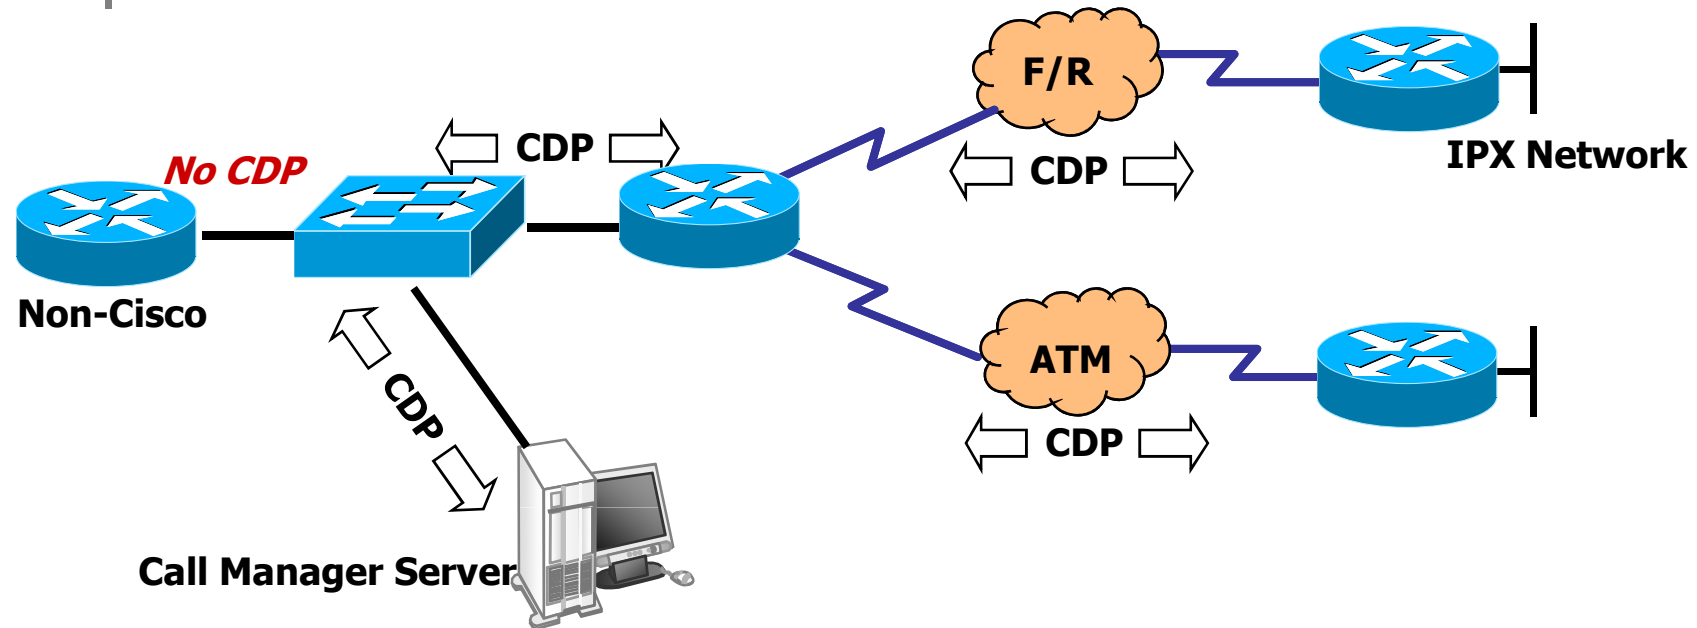 F/R
CDP
No CDP
IPX Network
CDP
Non-Cisco
ATM
CDP
CDP
Call Manager Server